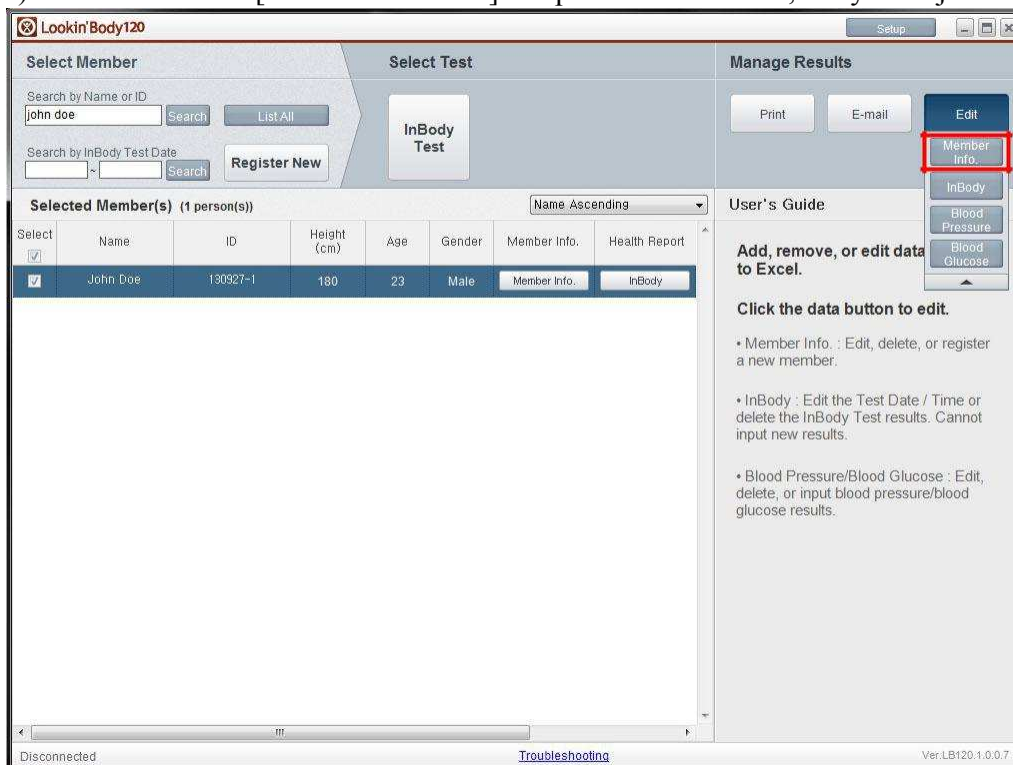 Lookin'Body120
Setup
Select Member
Select Test
Manage Results
Search by Name or ID
john doe
Search
List All
Search by InBody Test Date
~
Search
Register New
InBody
Test
Print
E-mail
Edit
Member
Info.
InBody
Blood
Pressure
Blood
Glucose
Selected Member(s) (1 person(s))
Name Ascending
Select
Name
ID
Height
(cm)
Age
Gender
Member Info.
Health Report
John Doe
130927-1
180
23
Male
Member Info.
InBody
User's Guide
Add, remove, or edit data
to Excel.
Click the data button to edit.
• Member Info. : Edit, delete, or register
a new member.
• InBody : Edit the Test Date / Time or
delete the InBody Test results. Cannot
input new results.
• Blood Pressure/Blood Glucose : Edit,
delete, or input blood pressure/blood
glucose results.
Disconnected
Troubleshooting
Ver.LB120.1.0.0.7